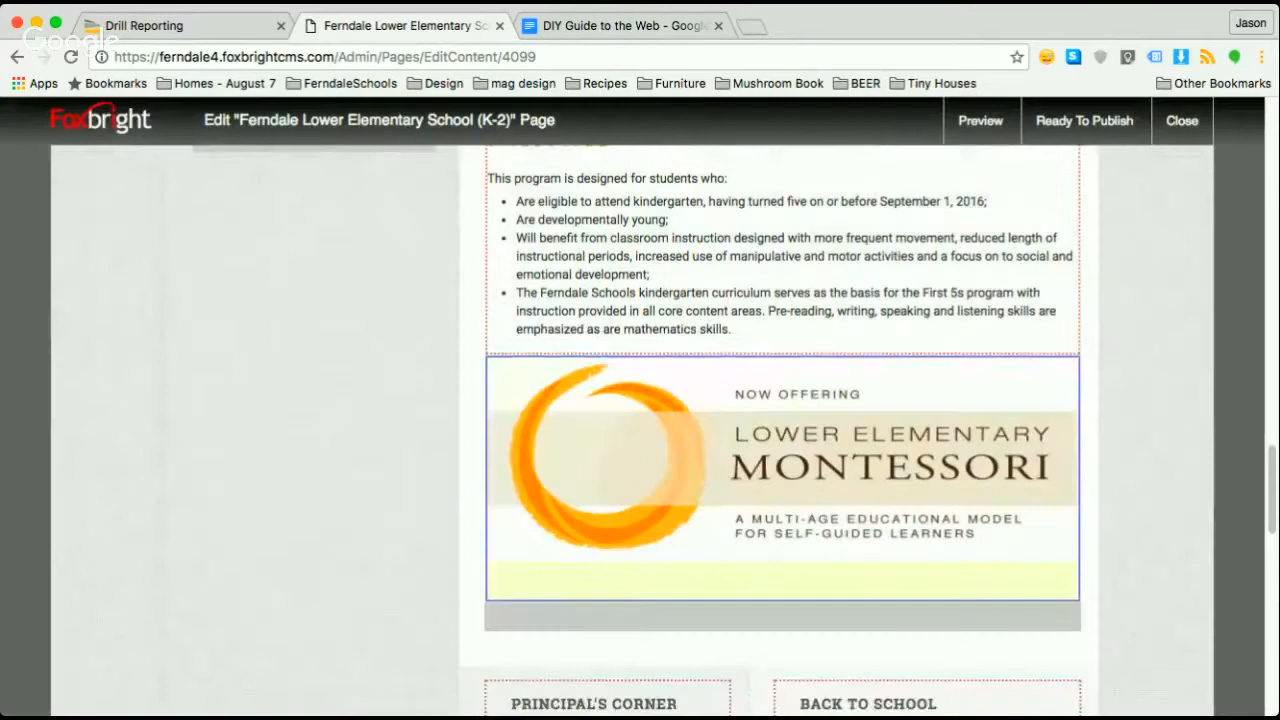 Drill Reporting
Ferndale Lower Elementary Sc
DIY Guide to the Web - Google
Jason
Google
https://ferndale4.foxbrightcms.com/Admin/Pages/EditContent/4099
Apps
Bookmarks
Homes - August 7
FerndaleSchools
Design
mag design
Recipes
Furniture
Mushroom Book
BEER
Tiny Houses
Other Bookmarks
Foxbright
Edit "Ferndale Lower Elementary School (K-2)" Page
Preview
Ready To Publish
Close
This program is designed for students who:
Are eligible to attend kindergarten, having turned five on or before September 1, 2016;
Are developmentally young;
Will benefit from classroom instruction designed with more frequent movement, reduced length of
instructional periods, increased use of manipulative and motor activities and a focus on to social and
emotional development;
The Ferndale Schools kindergarten curriculum serves as the basis for the First 5s program with
instruction provided in all core content areas. Pre-reading, writing, speaking and listening skills are
emphasized as are mathematics skills.
NOW OFFERING
LOWER ELEMENTARY
MONTESSORI
A MULTI-AGE EDUCATIONAL MODEL
FOR SELF-GUIDED LEARNERS
PRINCIPAL'S CORNER
BACK TO SCHOOL